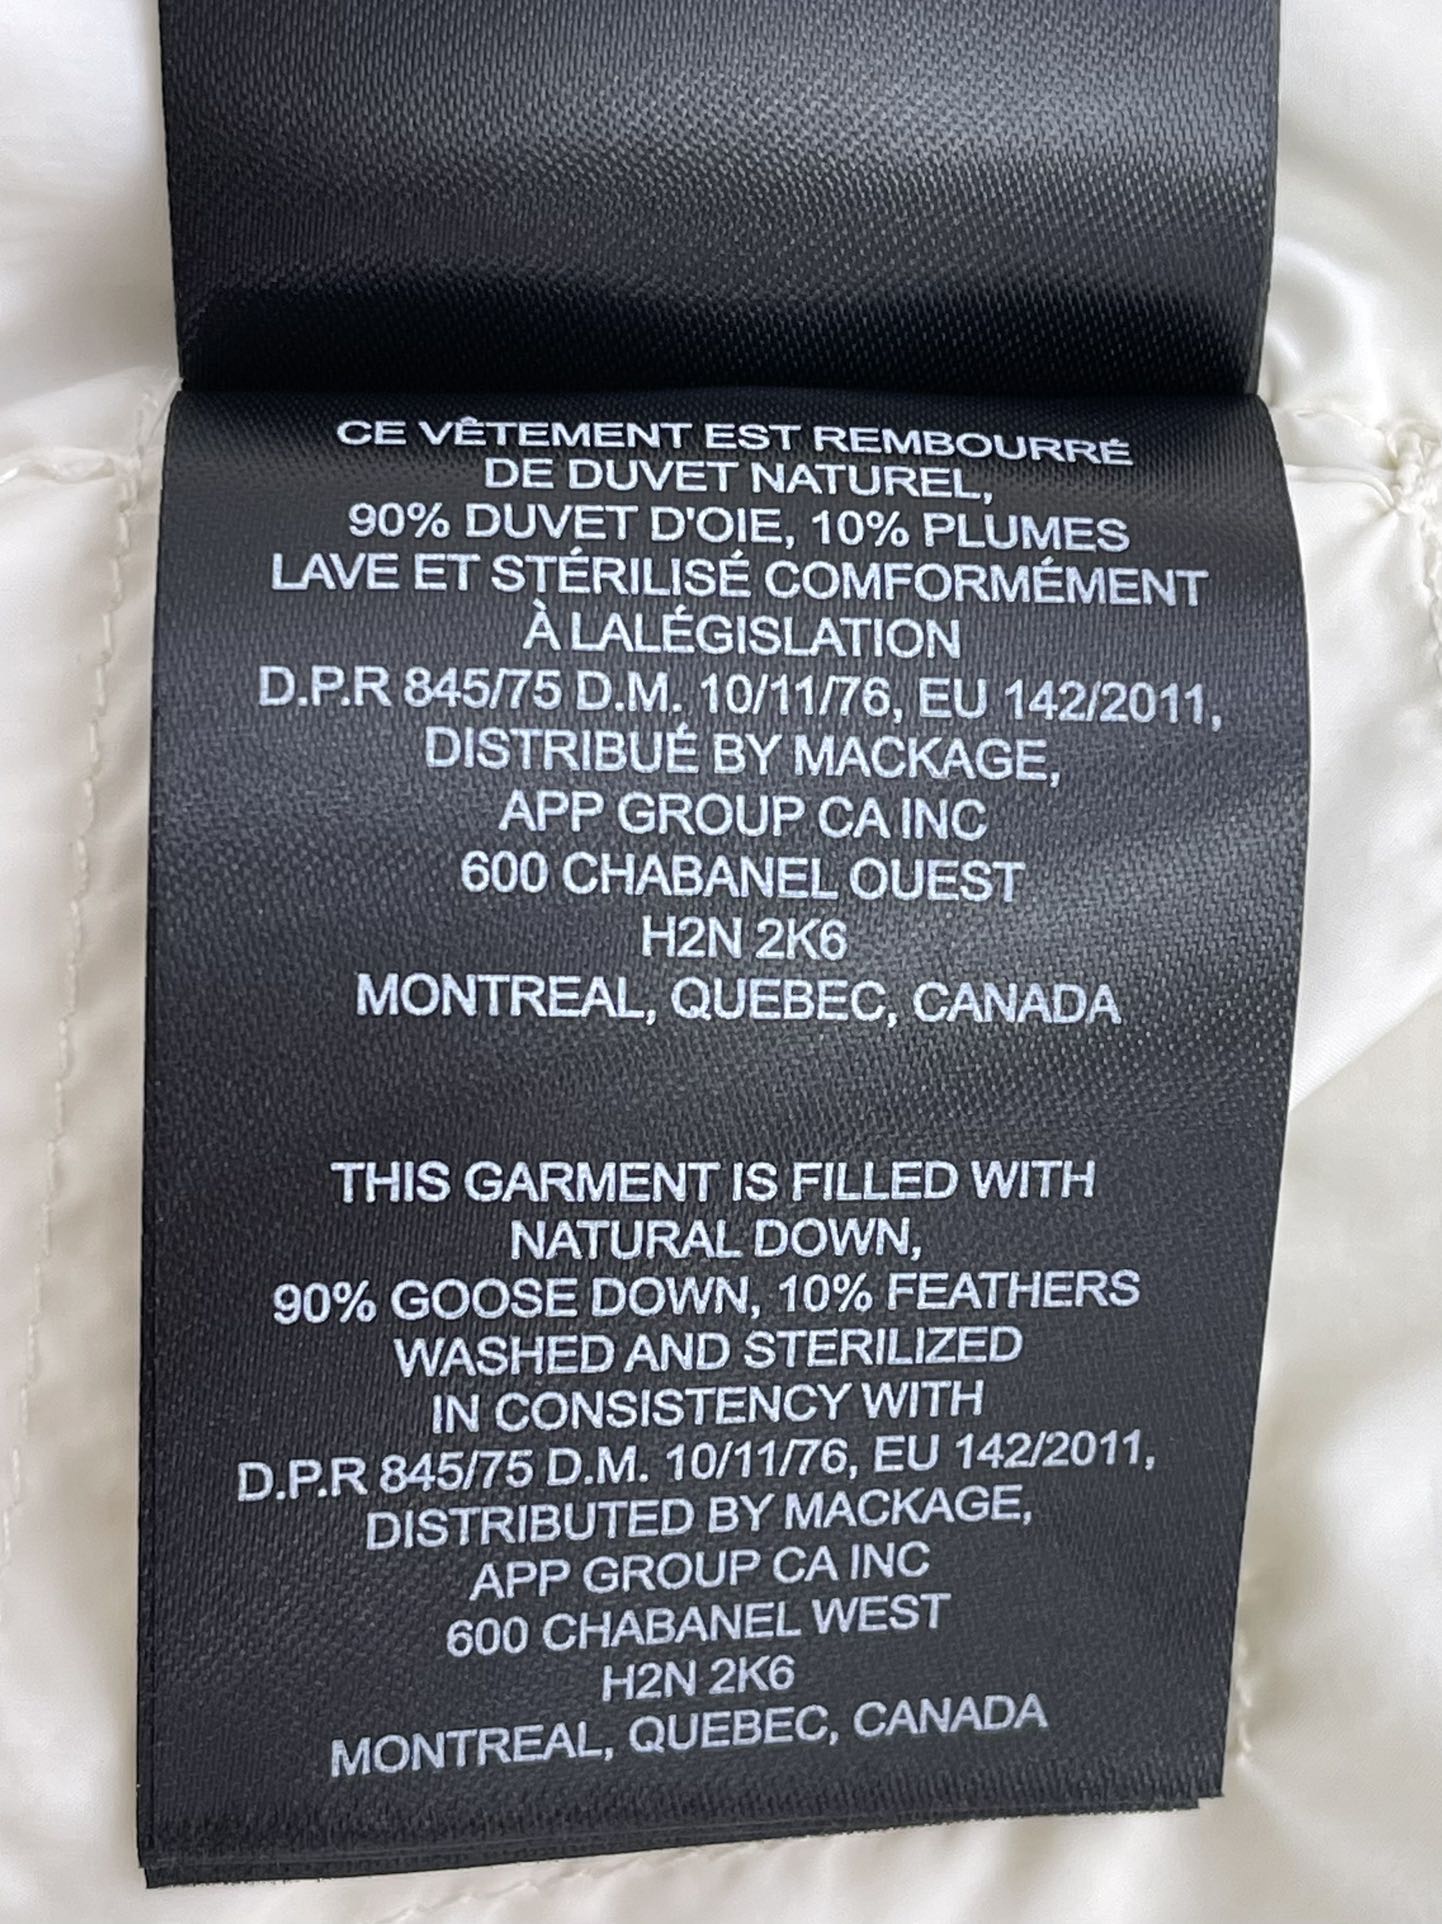 CE VÊTEMENT EST REMBOURRÉ
DE DUVET NATUREL,
90% DUVET D'OIE, 10% PLUMES
LAVE ET STÉRILISÉ COMFORMÉMENT
À LALÉGISLATION
D.P.R 845/75 D.M. 10/11/76, EU 142/2011,
DISTRIBUÉ BY MACKAGE,
APP GROUP CA INC
600 CHABANEL OUEST
H2N 2K6
MONTREAL, QUEBEC, CANADA
THIS GARMENT IS FILLED WITH
NATURAL DOWN,
90% GOOSE DOWN, 10% FEATHERS
WASHED AND STERILIZED
IN CONSISTENCY WITH
D.P.R 845/75 D.M. 10/11/76, EU 142/2011,
DISTRIBUTED BY MACKAGE,
APP GROUP CA INC
600 CHABANEL WEST
H2N 2K6
MONTREAL, QUEBEC, CANADA